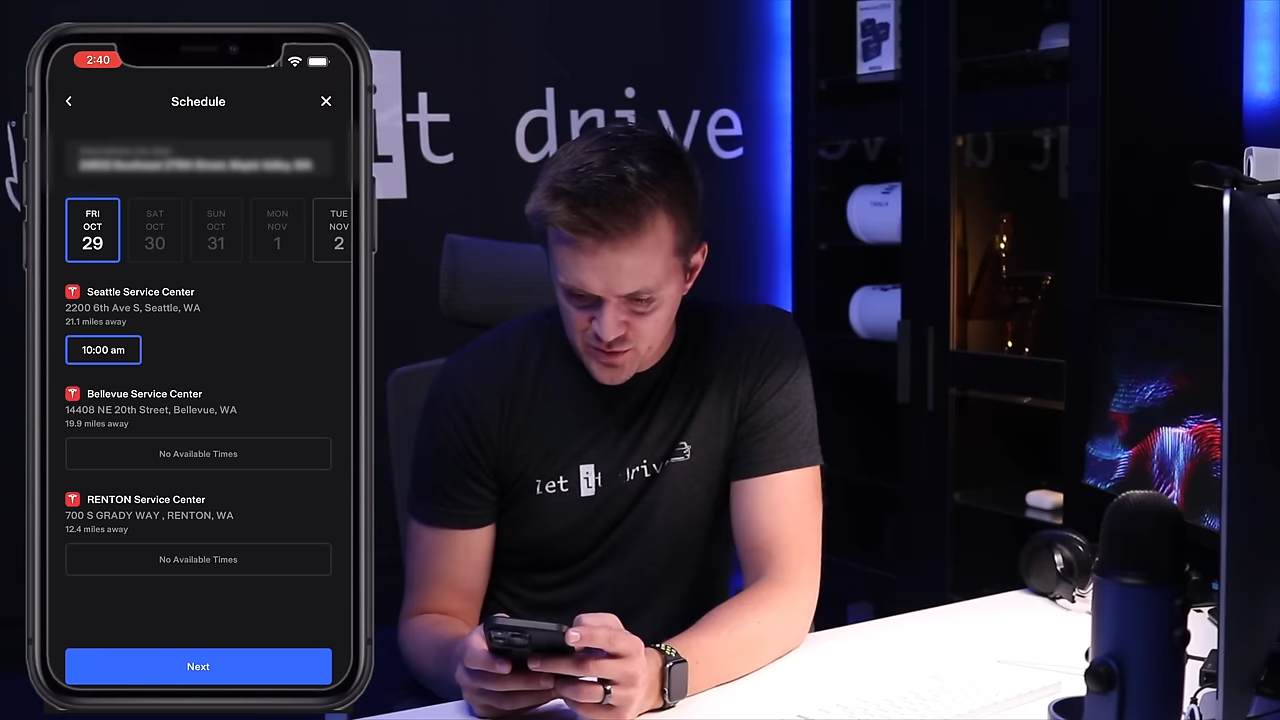 2:40
Schedule
FRI
OCT
29
SAT
OCT
30
SUN
OCT
31
MON
NOV
1
TUE
NOV
2
Seattle Service Center
2200 6th Ave S, Seattle, WA
21.1 miles away
10:00 am
Bellevue Service Center
14408 NE 20th Street, Bellevue, WA
19.9 miles away
No Available Times
RENTON Service Center
700 S GRADY WAY , RENTON, WA
12.4 miles away
No Available Times
Next
it drive
let it drive